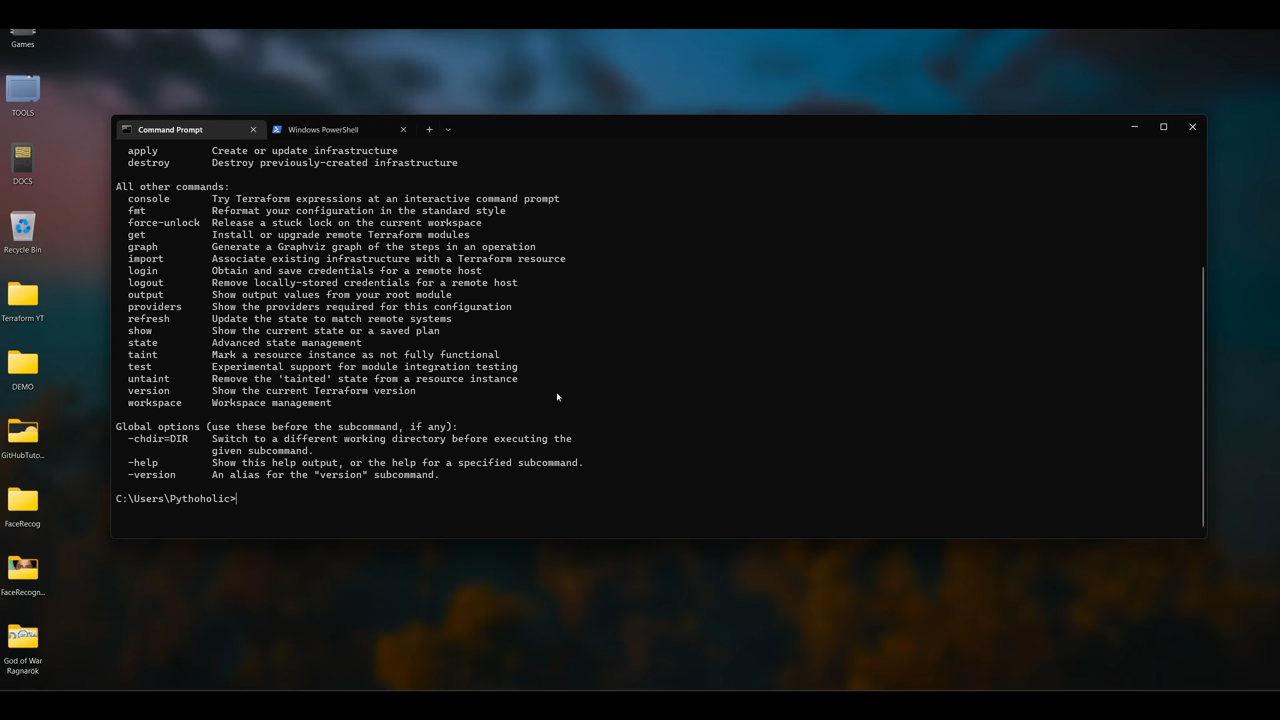 Games
TOOLS
DOCS
Recycle Bin
Terraform YT
DEMO
GitHubTuto...
FaceRecog
FaceRecogn...
God of War
Ragnarök
Command Prompt
Windows PowerShell
apply Create or update infrastructure
destroy Destroy previously-created infrastructure
All other commands:
console Try Terraform expressions at an interactive command prompt
fmt Reformat your configuration in the standard style
force-unlock Release a stuck lock on the current workspace
get Install or upgrade remote Terraform modules
graph Generate a Graphviz graph of the steps in an operation
import Associate existing infrastructure with a Terraform resource
login Obtain and save credentials for a remote host
logout Remove locally-stored credentials for a remote host
output Show output values from your root module
providers Show the providers required for this configuration
refresh Update the state to match remote systems
show Show the current state or a saved plan
state Advanced state management
taint Mark a resource instance as not fully functional
test Experimental support for module integration testing
untaint Remove the 'tainted' state from a resource instance
version Show the current Terraform version
workspace Workspace management
Global options (use these before the subcommand, if any):
-chdir=DIR Switch to a different working directory before executing the
given subcommand.
-help Show this help output, or the help for a specified subcommand.
-version An alias for the "version" subcommand.
C:\Users\Pythoholic>